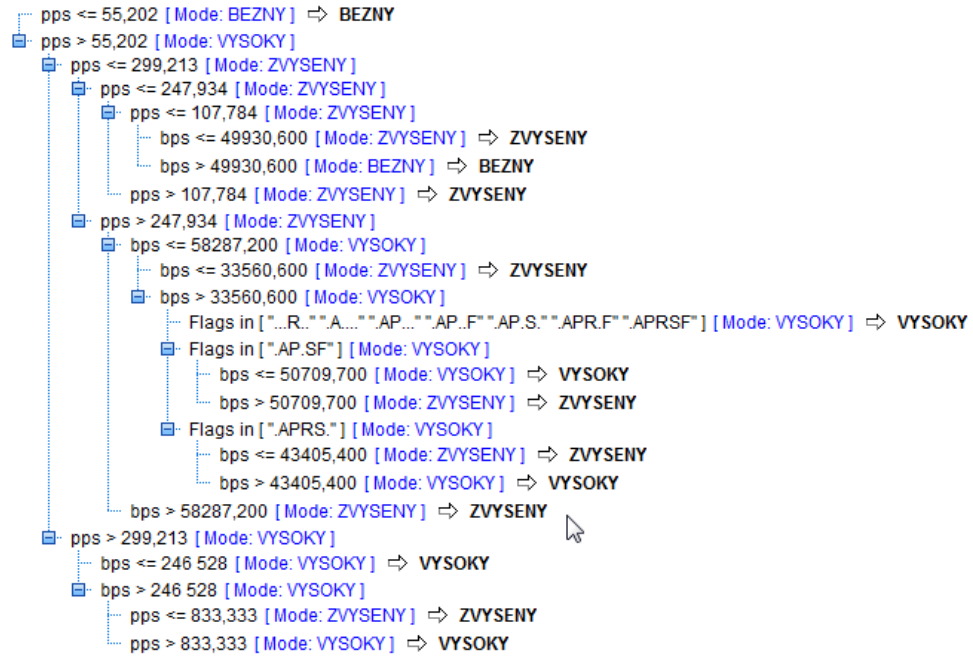 pps <= 55,202 [ Mode: BEZNY ] ⇨ BEZNY
pps > 55,202 [ Mode: VYSOKY ]
pps <= 299,213 [ Mode: ZVYSENY ]
pps <= 247,934 [ Mode: ZVYSENY ]
pps <= 107,784 [ Mode: ZVYSENY ]
bps <= 49930,600 [ Mode: ZVYSENY ] ⇨ ZVYSENY
bps > 49930,600 [ Mode: BEZNY ] ⇨ BEZNY
pps > 107,784 [ Mode: ZVYSENY ] ⇨ ZVYSENY
pps > 247,934 [ Mode: ZVYSENY ]
bps <= 58287,200 [ Mode: VYSOKY ]
bps <= 33560,600 [ Mode: ZVYSENY ] ⇨ ZVYSENY
bps > 33560,600 [ Mode: VYSOKY ]
Flags in [ "...R.." ".A...." ".AP..." ".AP..F" ".AP.S." ".APR.F" ".APRSF" ] [ Mode: VYSOKY ] ⇨ VYSOKY
Flags in [ ".AP.SF" ] [ Mode: VYSOKY ]
bps <= 50709,700 [ Mode: VYSOKY ] ⇨ VYSOKY
bps > 50709,700 [ Mode: ZVYSENY ] ⇨ ZVYSENY
Flags in [ ".APRS." ] [ Mode: VYSOKY ]
bps <= 43405,400 [ Mode: ZVYSENY ] ⇨ ZVYSENY
bps > 43405,400 [ Mode: VYSOKY ] ⇨ VYSOKY
bps > 58287,200 [ Mode: ZVYSENY ] ⇨ ZVYSENY
pps > 299,213 [ Mode: VYSOKY ]
bps <= 246 528 [ Mode: VYSOKY ] ⇨ VYSOKY
bps > 246 528 [ Mode: VYSOKY ]
pps <= 833,333 [ Mode: ZVYSENY ] ⇨ ZVYSENY
pps > 833,333 [ Mode: VYSOKY ] ⇨ VYSOKY